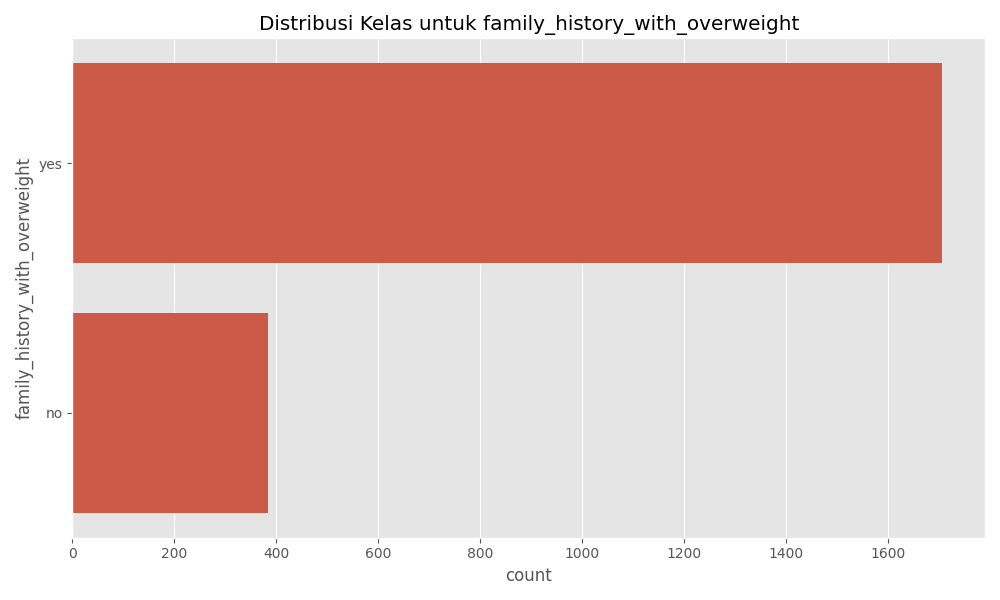 Distribusi Kelas untuk family_history_with_overweight
family_history_with_overweight
yes
no
0 200 400 600 800 1000 1200 1400 1600
count